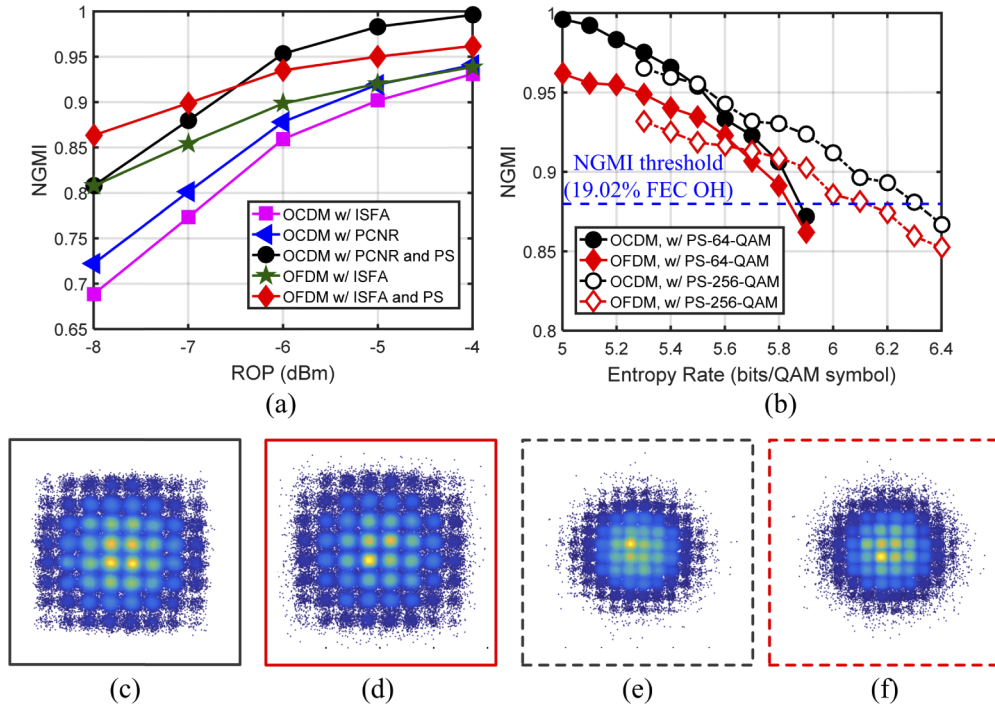 1
0.95
0.9
0.85
0.8
0.75
0.7
0.65
NGMI
-8 -7 -6 -5 -4
ROP (dBm)
OCDM w/ ISFA
OCDM w/ PCNR
OCDM w/ PCNR and PS
OFDM w/ ISFA
OFDM w/ ISFA and PS
(a)
1
0.95
0.9
0.85
0.8
NGMI
NGMI threshold
(19.02% FEC OH)
OCDM, w/ PS-64-QAM
OFDM, w/ PS-64-QAM
OCDM, w/ PS-256-QAM
OFDM, w/ PS-256-QAM
5 5.2 5.4 5.6 5.8 6 6.2 6.4
Entropy Rate (bits/QAM symbol)
(b)
(c) (d) (e) (f)